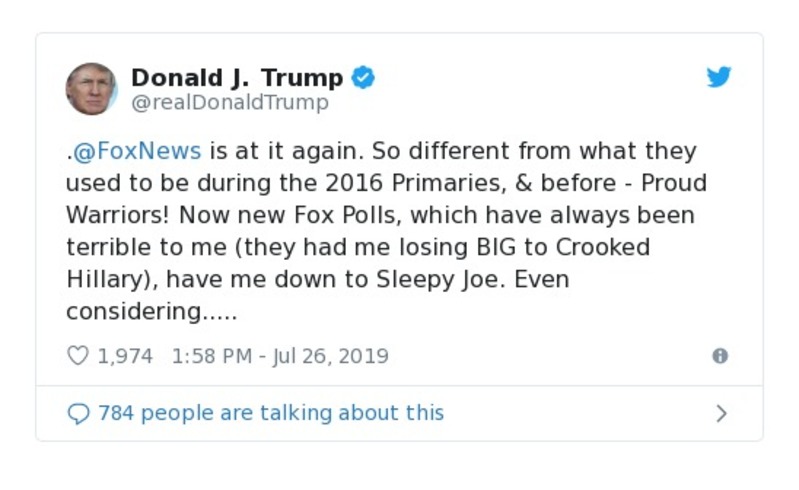 Donald J. Trump
@realDonaldTrump
.@FoxNews is at it again. So different from what they
used to be during the 2016 Primaries, & before - Proud
Warriors! Now new Fox Polls, which have always been
terrible to me (they had me losing BIG to Crooked
Hillary), have me down to Sleepy Joe. Even
considering.....
1,974 1:58 PM - Jul 26, 2019
784 people are talking about this